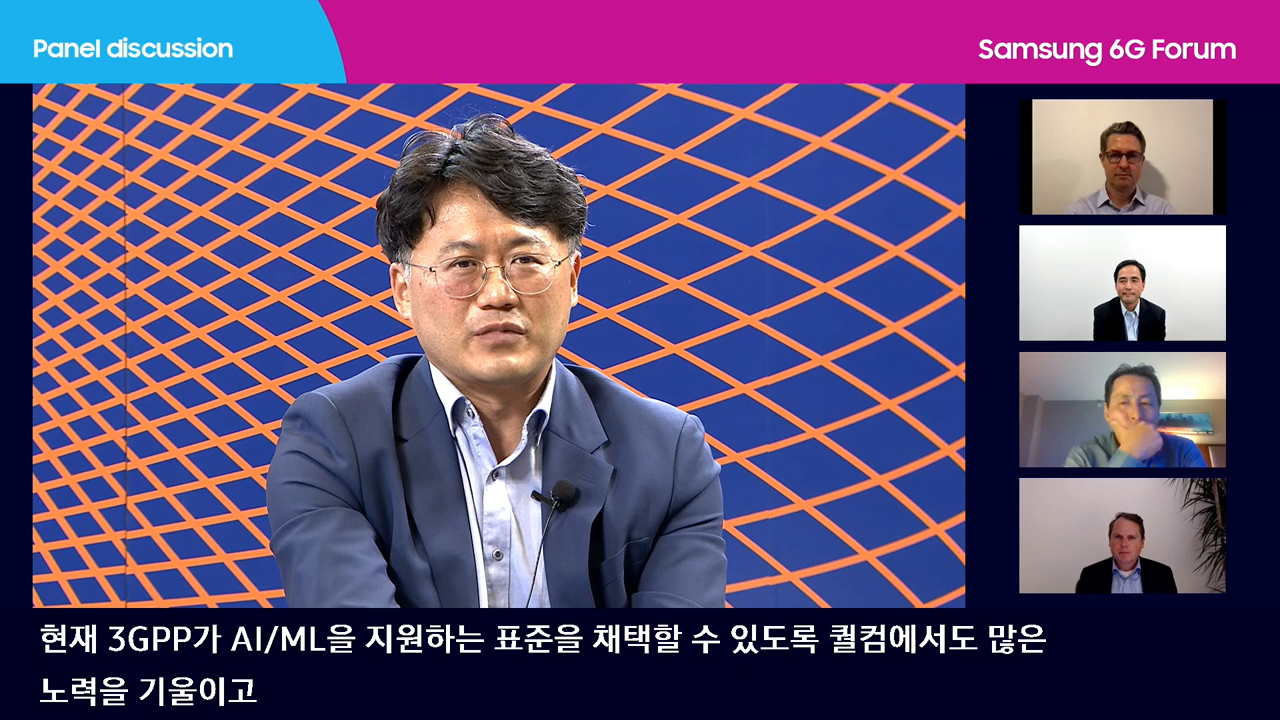 Panel discussion
Samsung 6G Forum
현재 3GPP가 AI/ML을 지원하는 표준을 채택할 수 있도록 퀄컴에서도 많은
노력을 기울이고